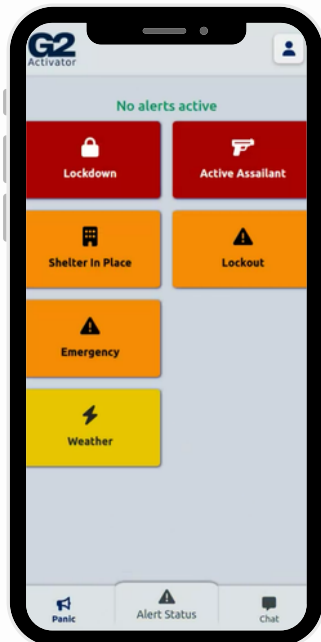 G2
Activator
No alerts active
Lockdown
Active Assailant
Shelter In Place
Lockout
Emergency
Weather
Panic
Alert Status
Chat